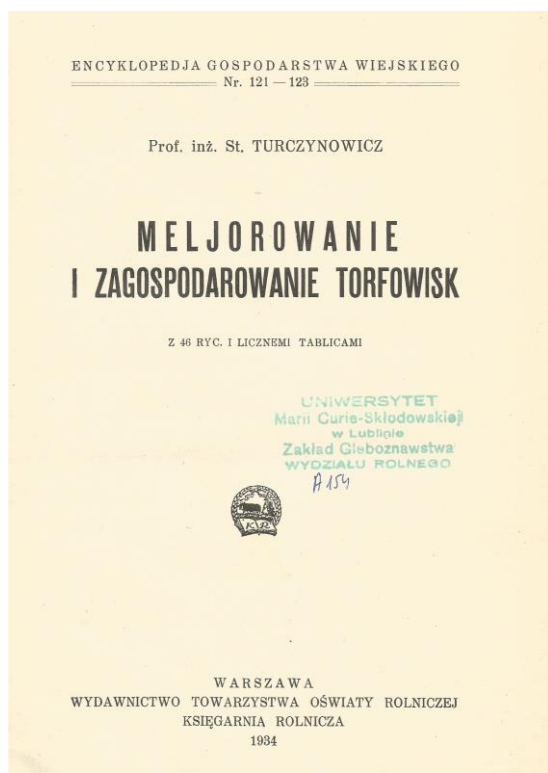 ENCYKLOPEDJA GOSPODARSTWA WIEJSKIEGO
Nr. 121 — 123
Prof. inż. St. TURCZYNOWICZ
MELJOROWANIE
I ZAGOSPODAROWANIE TORFOWISK
Z 46 RYC. I LICZNEMI TABLICAMI
UNIWERSYTET
Marii Curie-Skłodowskiej
w Lublinie
Zakład Gleboznawstwa
WYDZIAŁU ROLNEGO
A 154
K R
WARSZAWA
WYDAWNICTWO TOWARZYSTWA OŚWIATY ROLNICZEJ
KSIĘGARNIA ROLNICZA
1934